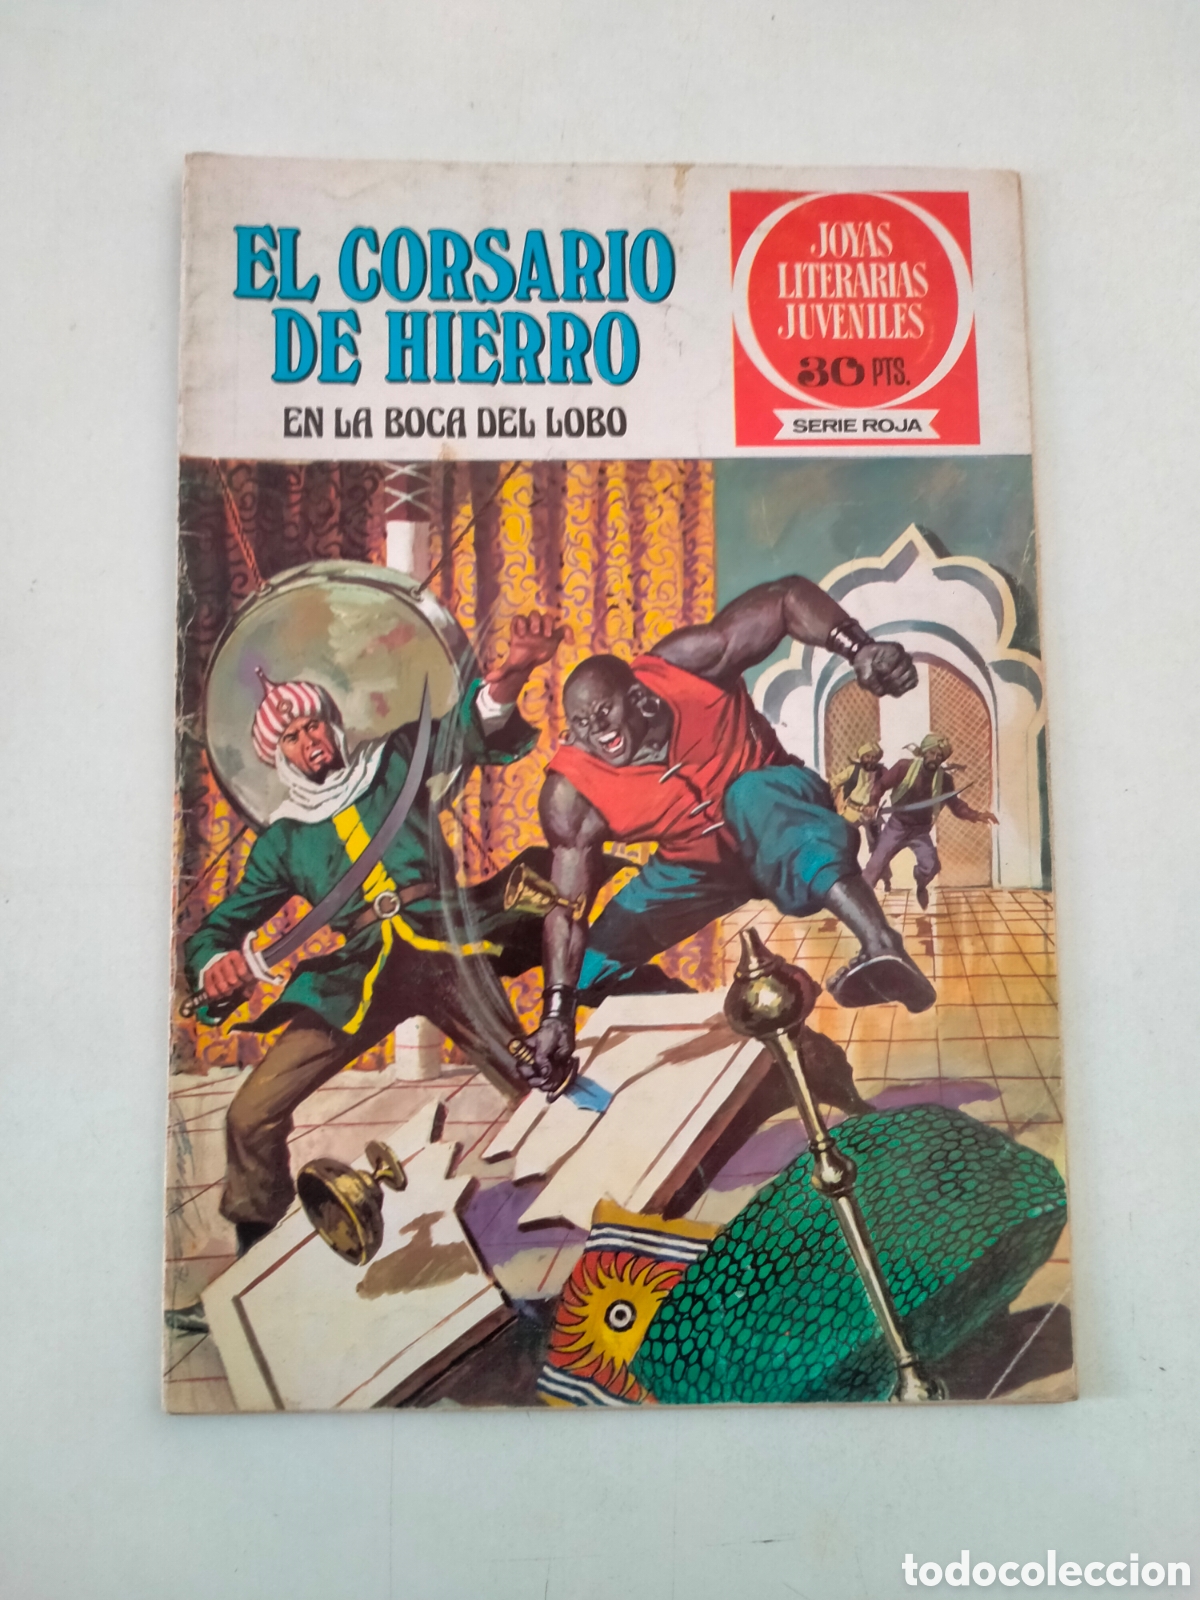 EL CORSARIO
DE HIERRO
EN LA BOCA DEL LOBO
JOYAS
LITERARIAS
JUVENILES
30 PTS.
SERIE ROJA
todocoleccion